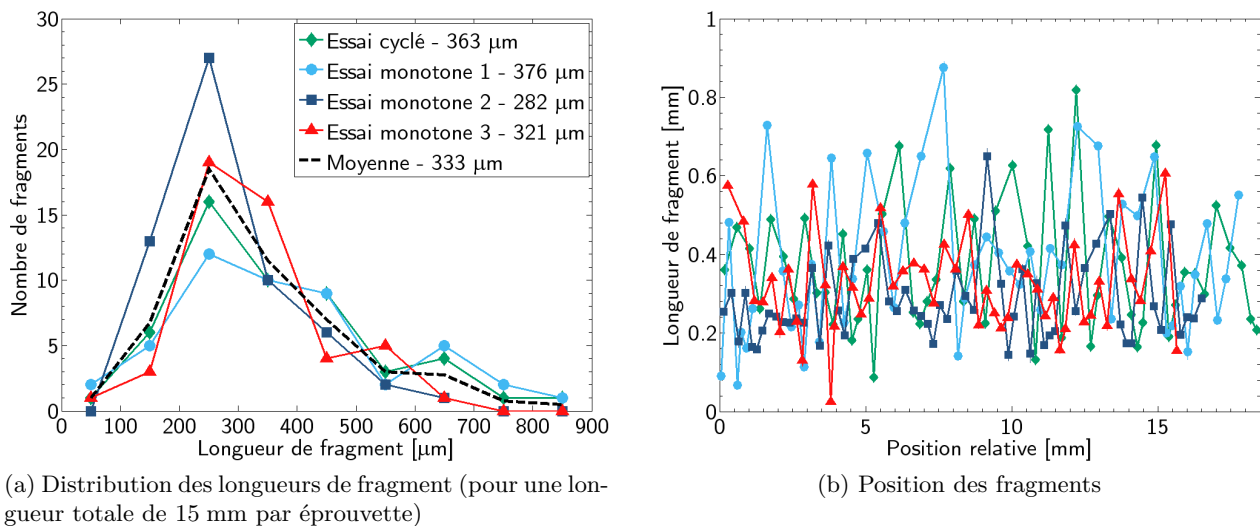 30
25
20
15
10
5
0
Nombre de fragments
Essai cyclé - 363 µm
Essai monotone 1 - 376 µm
Essai monotone 2 - 282 µm
Essai monotone 3 - 321 µm
Moyenne - 333 µm
0 100 200 300 400 500 600 700 800 900
Longueur de fragment [µm]
(a) Distribution des longueurs de fragment (pour une lon-
gueur totale de 15 mm par éprouvette)
1
0.8
0.6
0.4
0.2
0
Longueur de fragment [mm]
0 5 10 15
Position relative [mm]
(b) Position des fragments